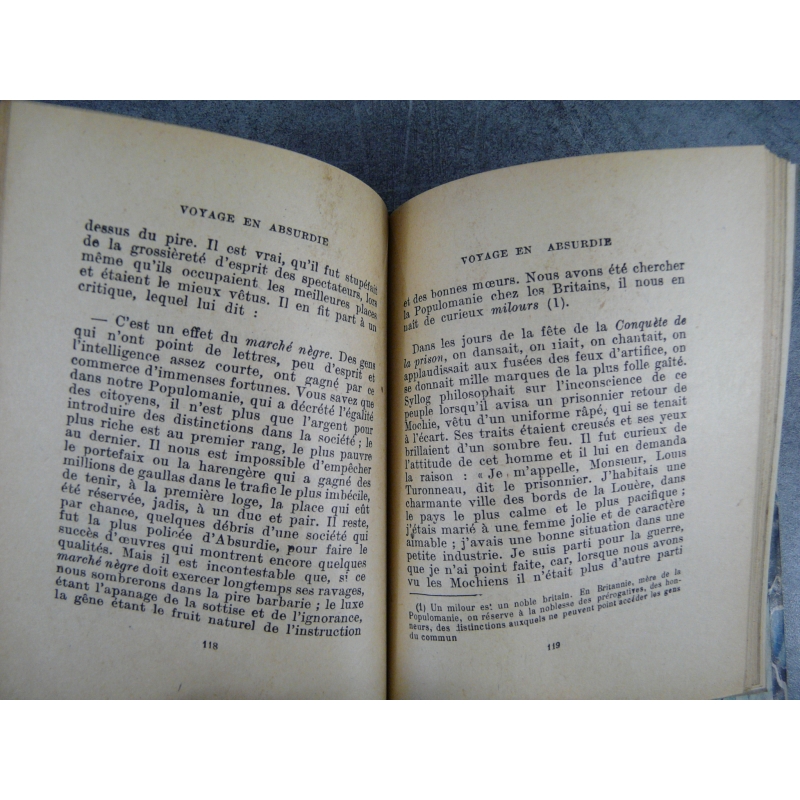 VOYAGE EN ABSURDIE
dessus du pire. Il est vrai, qu'il fut stupéfait
de la grossièreté d'esprit des spectateurs, lors
même qu'ils occupaient les meilleures places
et étaient le mieux vêtus. Il en fit part à un
critique, lequel lui dit :
— C'est un effet du marché nègre. Des gens
qui n'ont point de lettres, peu d'esprit et
l'intelligence assez courte, ont gagné par ce
commerce d'immenses fortunes. Vous savez que
dans notre Populomanie, qui a décrété l'égalité
des citoyens, il n'est plus que l'argent pour
introduire des distinctions dans la société ; le
plus riche est au premier rang, le plus pauvre
au dernier. Il nous est impossible d'empêcher
le portefaix ou la harengère qui a gagné des
millions de gaullas dans le trafic le plus imbécile,
de tenir, à la première loge, la place qui eût
été réservée, jadis, à un duc et pair. Il reste,
par chance, quelques débris d'une société qui
fut la plus policée d'Absurdie, pour faire le
succès d'œuvres qui montrent encore quelques
qualités. Mais il est incontestable que, si ce
marché nègre doit exercer longtemps ses ravages,
nous sombrerons dans la pire barbarie ; le luxe
étant l'apanage de la sottise et de l'ignorance,
la gêne étant le fruit naturel de l'instruction
118
VOYAGE EN ABSURDIE
et des bonnes mœurs. Nous avons été chercher
la Populomanie chez les Britains, il nous en
naît de curieux milours (1).
Dans les jours de la fête de la Conquête de
la prison, on dansait, on riait, on chantait, on
applaudissait aux fusées des feux d'artifice, on
se donnait mille marques de la plus folle gaîté.
Syllog philosophait sur l'inconscience de ce
peuple lorsqu'il avisa un prisonnier retour de
Mochie, vêtu d'un uniforme râpé, qui se tenait
à l'écart. Ses traits étaient creusés et ses yeux
brillaient d'un sombre feu. Il fut curieux de
l'attitude de cet homme et il lui en demanda
la raison : « Je m'appelle, Monsieur, Louis
Turonneau, dit le prisonnier. J'habitais une
charmante ville des bords de la Louère, dans
le pays le plus calme et le plus pacifique ;
j'étais marié à une femme jolie et de caractère
aimable ; j'avais une bonne situation dans une
petite industrie. Je suis parti pour la guerre,
que je n'ai point faite, car, lorsque nous avons
vu les Mochiens il n'était plus d'autre parti
(1) Un milour est un noble britain. En Britannie, mère de la
Populomanie, on réserve à la noblesse des prérogatives, des hon-
neurs, des distinctions auxquels ne peuvent point accéder les gens
du commun
119